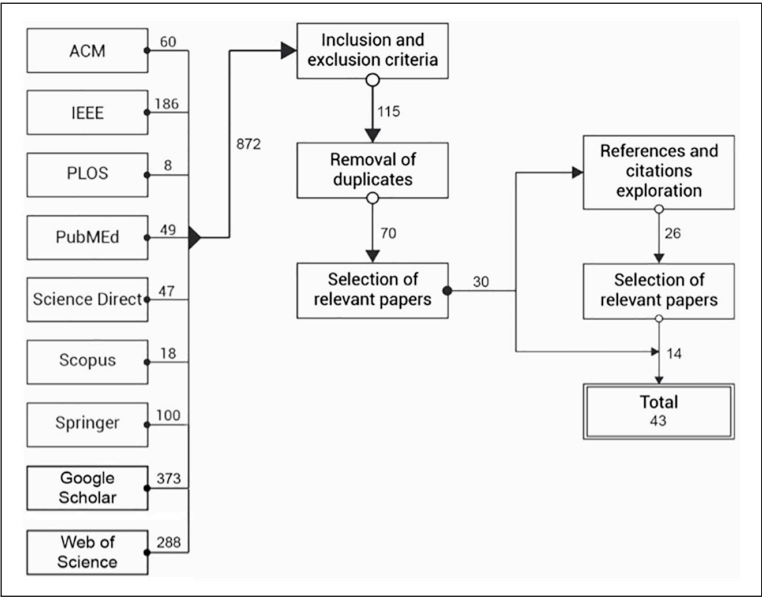 ACM
60
IEEE
186
PLOS
8
PubMEd
49
Science Direct
47
Scopus
18
Springer
100
Google
Scholar
373
Web of
Science
288
872
Inclusion and
exclusion criteria
115
Removal of
duplicates
70
Selection of
relevant papers
30
References and
citations
exploration
26
Selection of
relevant papers
14
Total
43